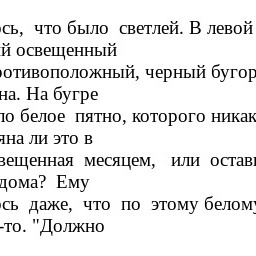 ось, что было светлей. В левой
й освещенный
ротивоположный, черный бугор
на. На бугре
ло белое пятно, которого никак
яна ли это в
вещенная месяцем, или остав
дома? Ему
ось даже, что по этому белому
-то. "Должно